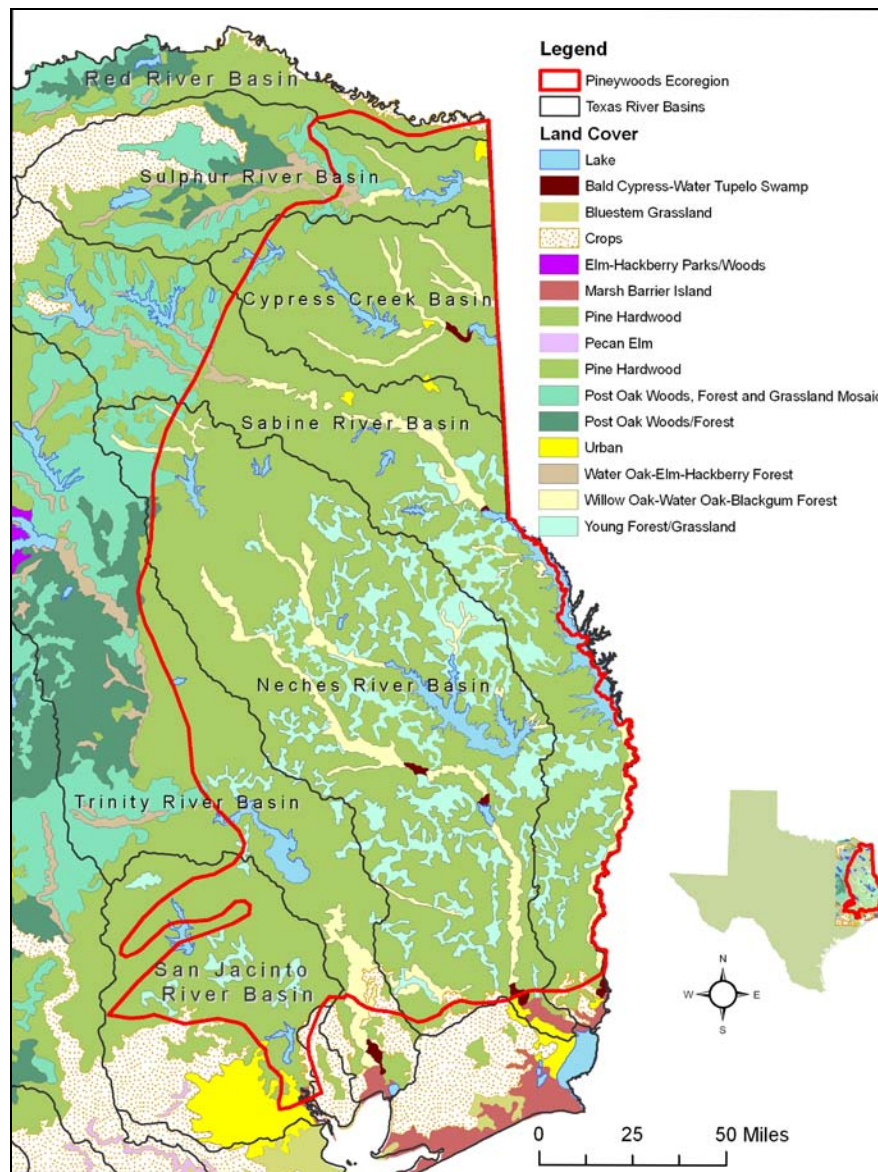 Red River Basin
Sulphur River Basin
Cypress Creek Basin
Sabine River Basin
Neches River Basin
Trinity River Basin
San Jacinto
River Basin
Legend
Pineywoods Ecoregion
Texas River Basins
Land Cover
Lake
Bald Cypress-Water Tupelo Swamp
Bluestem Grassland
Crops
Elm-Hackberry Parks/Woods
Marsh Barrier Island
Pine Hardwood
Pecan Elm
Pine Hardwood
Post Oak Woods, Forest and Grassland Mosaic
Post Oak Woods/Forest
Urban
Water Oak-Elm-Hackberry Forest
Willow Oak-Water Oak-Blackgum Forest
Young Forest/Grassland
N
W E
S
0 25 50 Miles